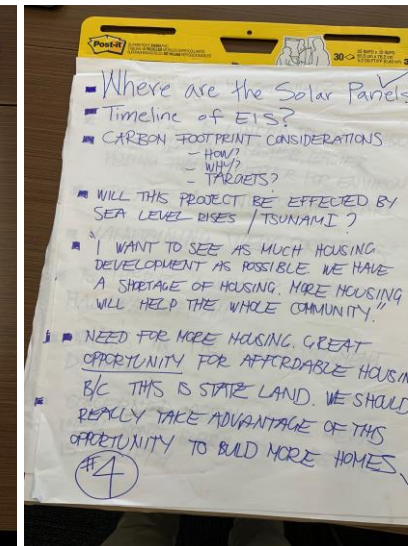 Post-it
30
- Where are the Solar Panels
- Timeline of EIS?
- CARBON FOOTPRINT CONSIDERATIONS
- HOW?
- WHY?
- TARGETS?
- WILL THIS PROJECT BE EFFECTED BY
SEA LEVEL RISES / TSUNAMI ?
- "I WANT TO SEE AS MUCH HOUSING
DEVELOPMENT AS POSSIBLE. WE HAVE
A SHORTAGE OF HOUSING. MORE HOUSING
WILL HELP THE WHOLE COMMUNITY."
- NEED FOR MORE HOUSING. GREAT
OPPORTUNITY FOR AFFORDABLE HOUSIN
B/C THIS IS STATE LAND. WE SHOULD
REALLY TAKE ADVANTAGE OF THIS
OPPORTUNITY TO BUILD MORE HOMES
#4